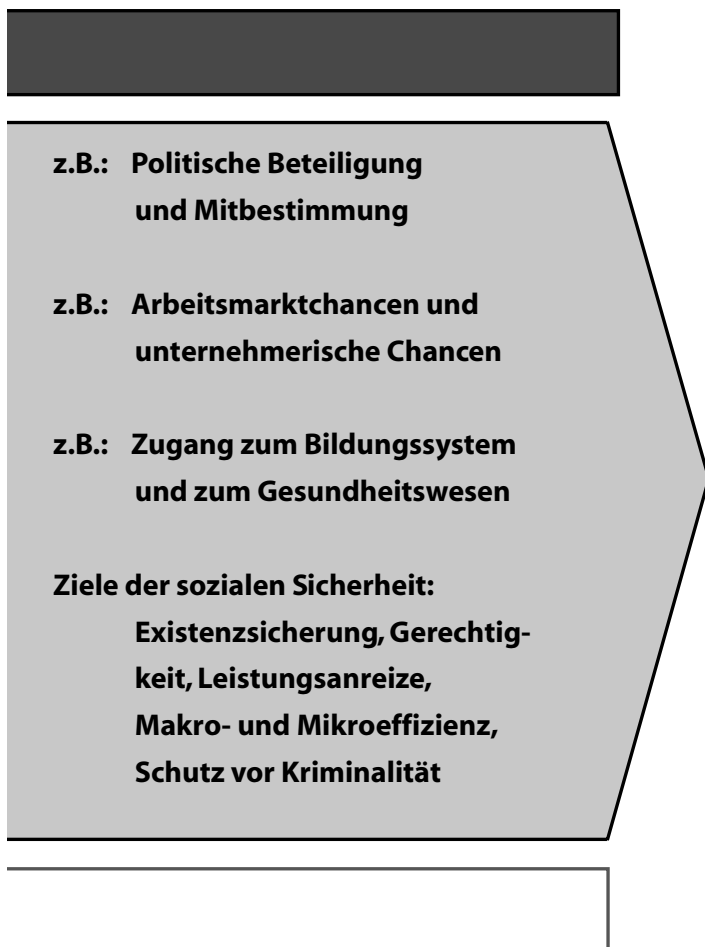 z.B.: Politische Beteiligung
und Mitbestimmung
z.B.: Arbeitsmarktchancen und
unternehmerische Chancen
z.B.: Zugang zum Bildungssystem
und zum Gesundheitswesen
Ziele der sozialen Sicherheit:
Existenzsicherung, Gerechtig-
keit, Leistungsanreize,
Makro- und Mikroeffizienz,
Schutz vor Kriminalität